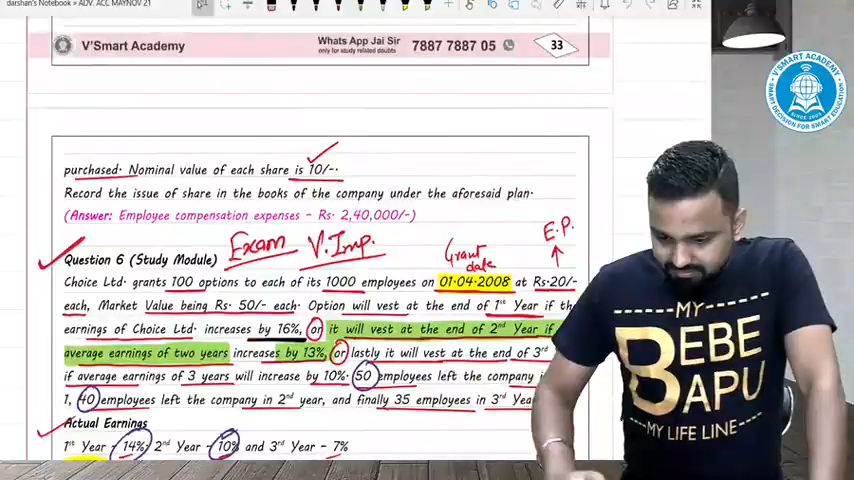 darshan's Notebook » ADV. ACC MAYNOV 21
V'Smart Academy
Whats App Jai Sir
only for study related doubts
7887 7887 05
33
V'SMART ACADEMY
SMART DECISION FOR SMART EDUCATION
purchased. Nominal value of each share is 10/-.
Record the issue of share in the books of the company under the aforesaid plan.
(Answer: Employee compensation expenses - Rs. 2,40,000/-)
Exam V. Imp.
Grant date
E.P.
Question 6 (Study Module)
Choice Ltd. grants 100 options to each of its 1000 employees on 01.04.2008 at Rs.20/-
each, Market Value being Rs. 50/- each. Option will vest at the end of 1st Year if the
earnings of Choice Ltd. increases by 16%, or it will vest at the end of 2nd Year if
average earnings of two years increases by 13%, or lastly it will vest at the end of 3rd
if average earnings of 3 years will increase by 10%. 50 employees left the company
1, 40 employees left the company in 2nd year, and finally 35 employees in 3rd
Actual Earnings
1st Year - 14% 2nd Year - 10% and 3rd Year - 7%
MY
BEBE
BAPU
MY LIFE LINE